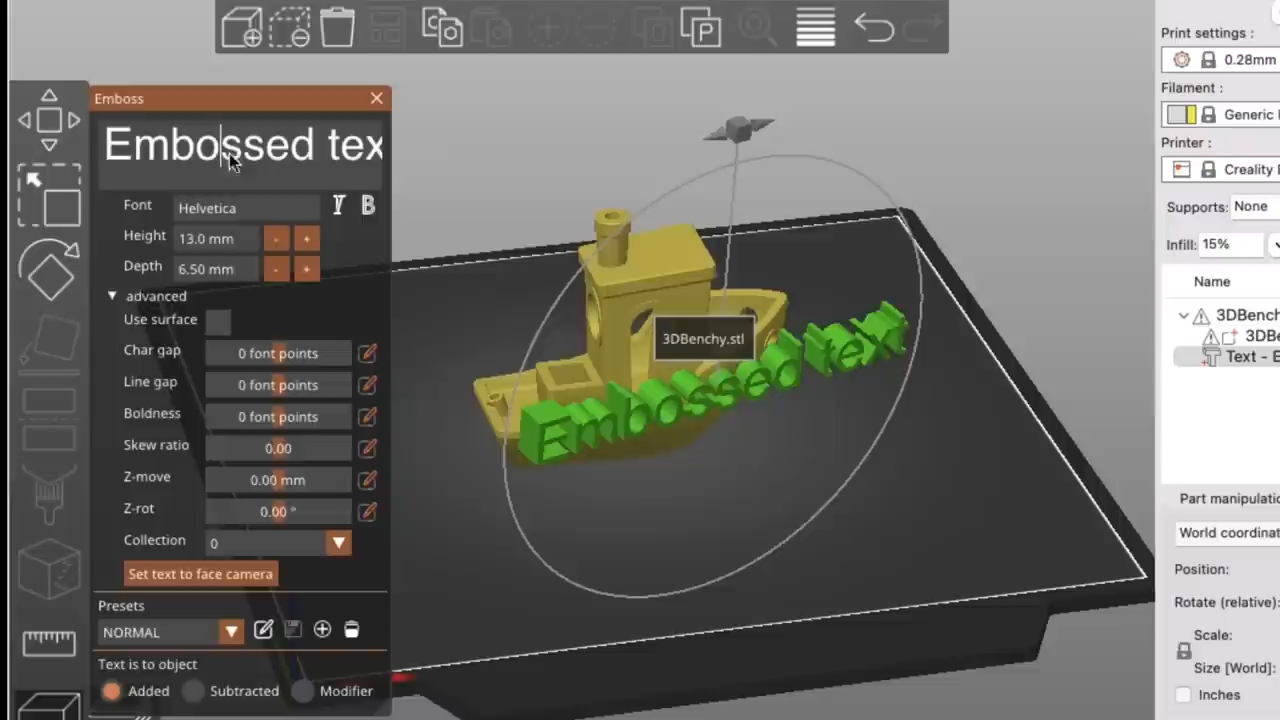 Emboss
Embossed tex
Font Helvetica Y B
Height 13.0 mm - +
Depth 6.50 mm - +
advanced
Use surface
Char gap 0 font points
Line gap 0 font points
Boldness 0 font points
Skew ratio 0.00
Z-move 0.00 mm
Z-rot 0.00 °
Collection 0
Set text to face camera
Presets
NORMAL
Text is to object
Added Subtracted Modifier
P
3DBenchy.stl
Embossed text
Print settings :
0.28mm
Filament :
Generic
Printer :
Creality
Supports: None
Infill: 15%
Name
3DBench
3DBe
Text - E
Part manipulatio
World coordinat
Position:
Rotate (relative):
Scale:
Size [World]:
Inches